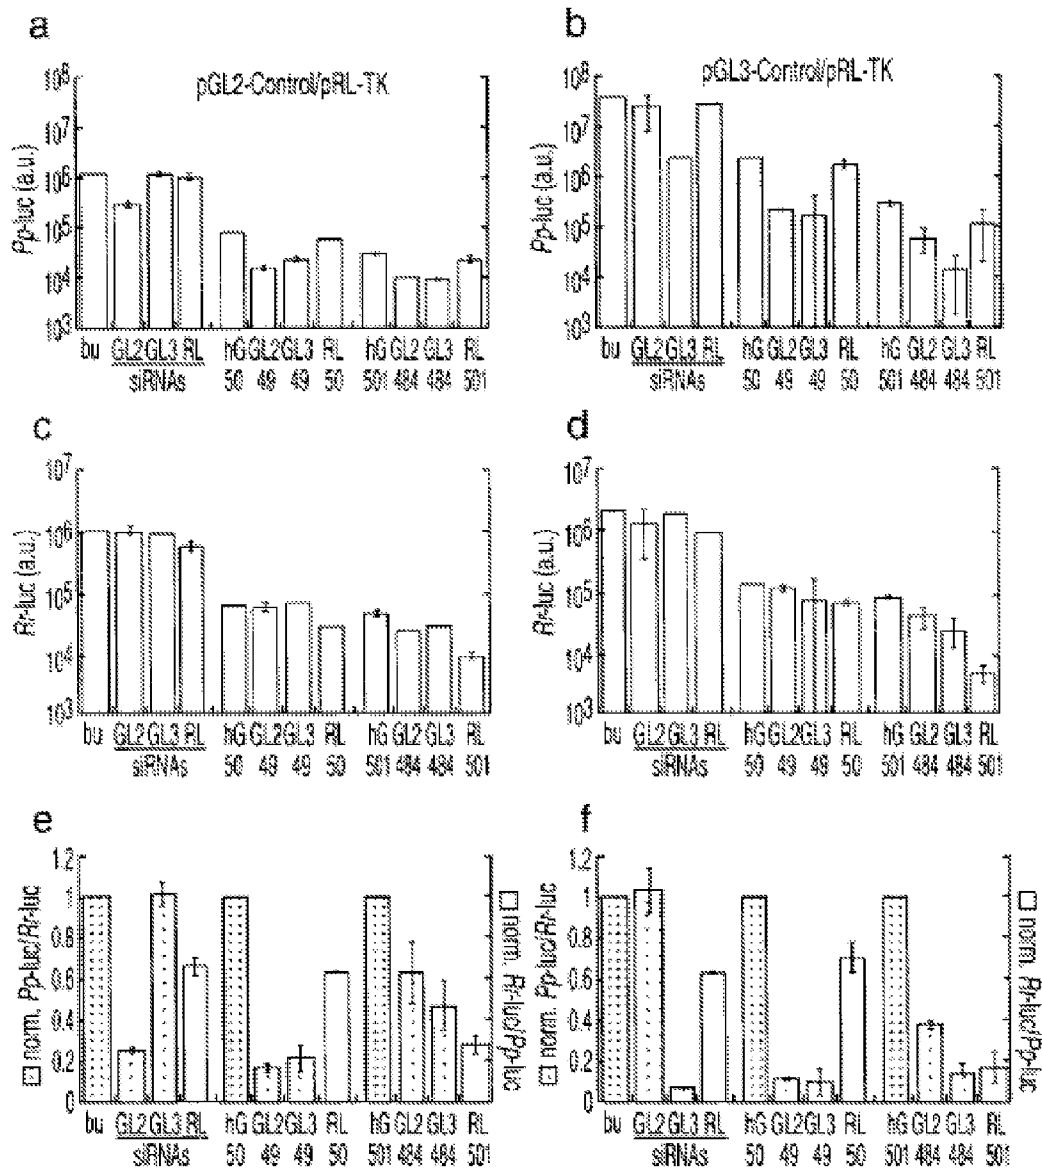 a
pGL2-Control/pRL-TK
Pp-luc (a.u.)
10^8
10^7
10^6
10^5
10^4
10^3
bu GL2 GL3 RL hG GL2 GL3 RL hG GL2 GL3 RL
siRNAs 50 49 49 50 501 484 484 501
b
pGL3-Control/pRL-TK
Pp-luc (a.u.)
10^8
10^7
10^6
10^5
10^4
10^3
bu GL2 GL3 RL hG GL2 GL3 RL hG GL2 GL3 RL
siRNAs 50 49 49 50 501 484 484 501
c
Rr-luc (a.u.)
10^7
10^6
10^5
10^4
10^3
bu GL2 GL3 RL hG GL2 GL3 RL hG GL2 GL3 RL
siRNAs 50 49 49 50 501 484 484 501
d
Rr-luc (a.u.)
10^7
10^6
10^5
10^4
10^3
bu GL2 GL3 RL hG GL2 GL3 RL hG GL2 GL3 RL
siRNAs 50 49 49 50 501 484 484 501
e
norm. Pp-luc/Rr-luc
1.2
1
0.8
0.6
0.4
0.2
0
norm. Rr-luc/Pp-luc
bu GL2 GL3 RL hG GL2 GL3 RL hG GL2 GL3 RL
siRNAs 50 49 49 50 501 484 484 501
f
norm. Pp-luc/Rr-luc
1.2
1
0.8
0.6
0.4
0.2
0
norm. Rr-luc/Pp-luc
bu GL2 GL3 RL hG GL2 GL3 RL hG GL2 GL3 RL
siRNAs 50 49 49 50 501 484 484 501